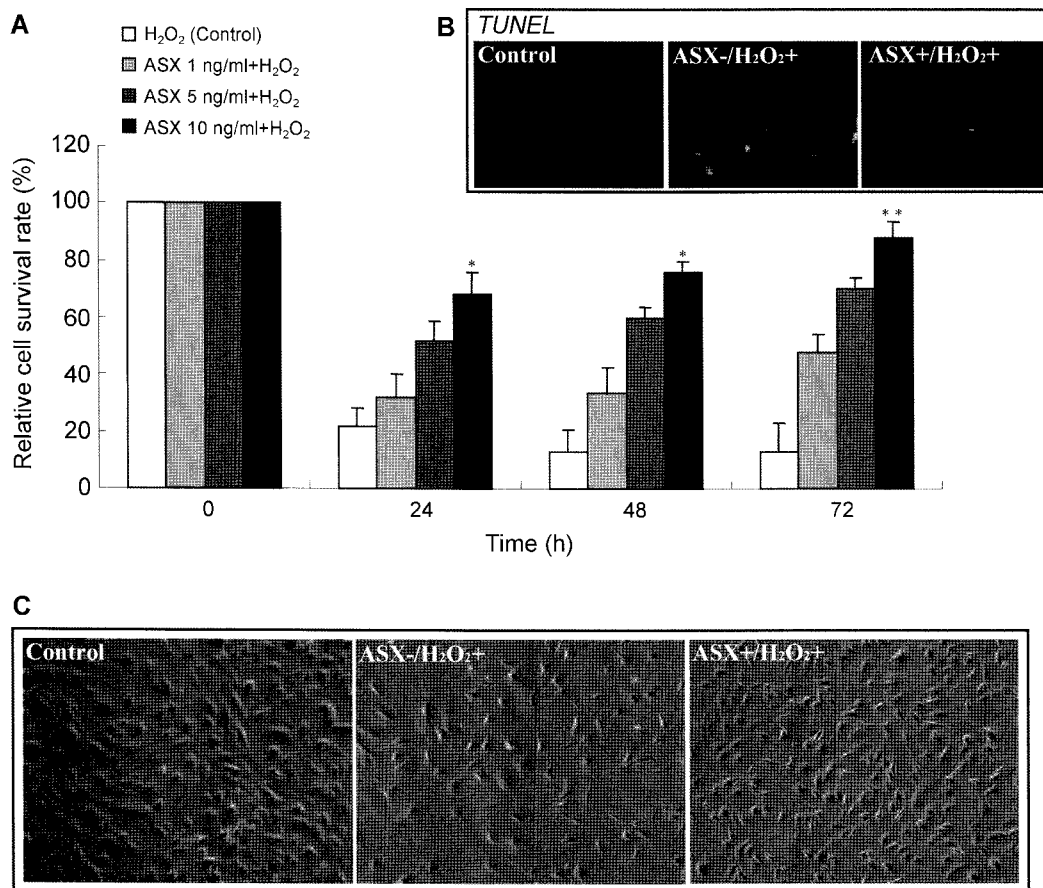 A
H₂O₂ (Control)
ASX 1 ng/ml+H₂O₂
ASX 5 ng/ml+H₂O₂
ASX 10 ng/ml+H₂O₂
Relative cell survival rate (%)
120
100
80
60
40
20
0
*
*
**
0
24
48
72
Time (h)
B
TUNEL
Control
ASX-/H₂O₂+
ASX+/H₂O₂+
C
Control
ASX-/H₂O₂+
ASX+/H₂O₂+